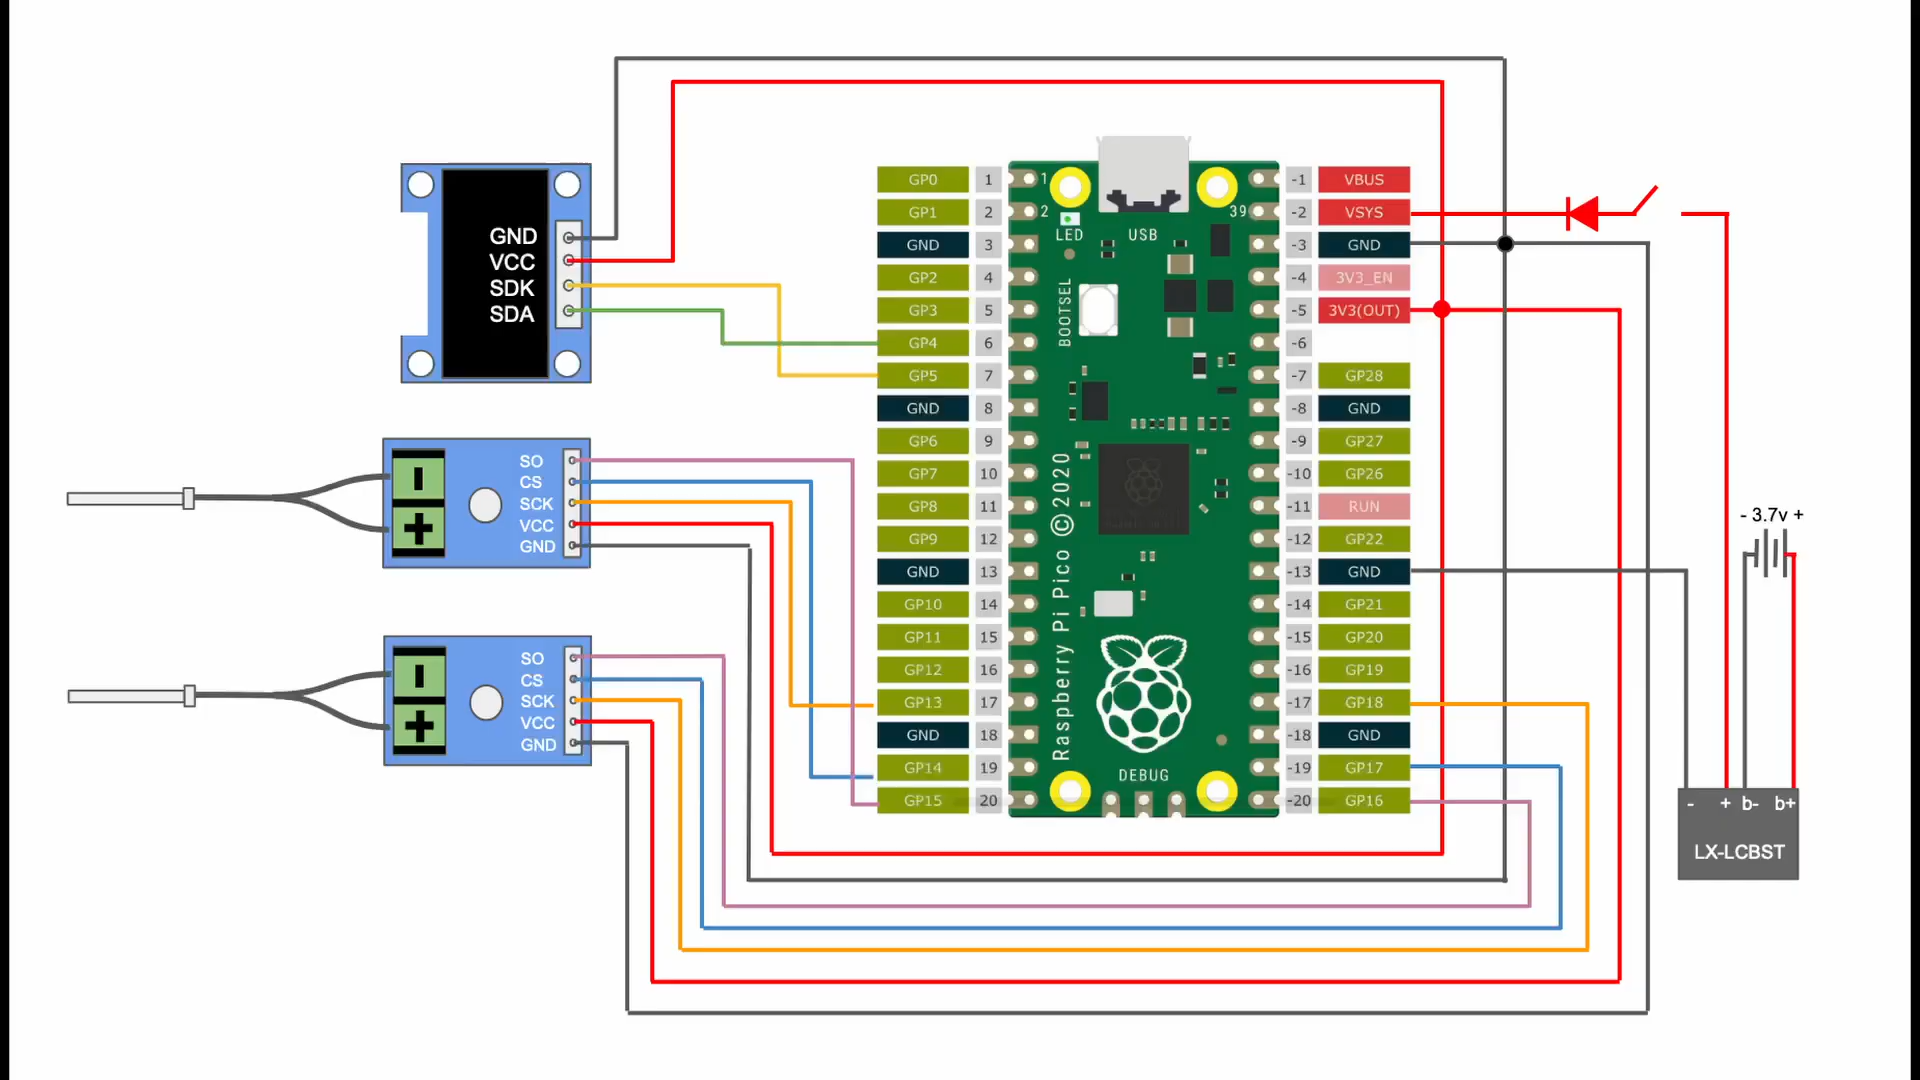 GND
VCC
SDK
SDA
SO
CS
SCK
VCC
GND
SO
CS
SCK
VCC
GND
GP0 1
GP1 2
GND 3
GP2 4
GP3 5
GP4 6
GP5 7
GND 8
GP6 9
GP7 10
GP8 11
GP9 12
GND 13
GP10 14
GP11 15
GP12 16
GP13 17
GND 18
GP14 19
GP15 20
1
2
39
LED
USB
BOOTSEL
Raspberry Pi Pico ©2020
DEBUG
-1 VBUS
-2 VSYS
-3 GND
-4 3V3_EN
-5 3V3(OUT)
-6
-7 GP28
-8 GND
-9 GP27
-10 GP26
-11 RUN
-12 GP22
-13 GND
-14 GP21
-15 GP20
-16 GP19
-17 GP18
-18 GND
-19 GP17
-20 GP16
- 3.7v +
- + b- b+
LX-LCBST